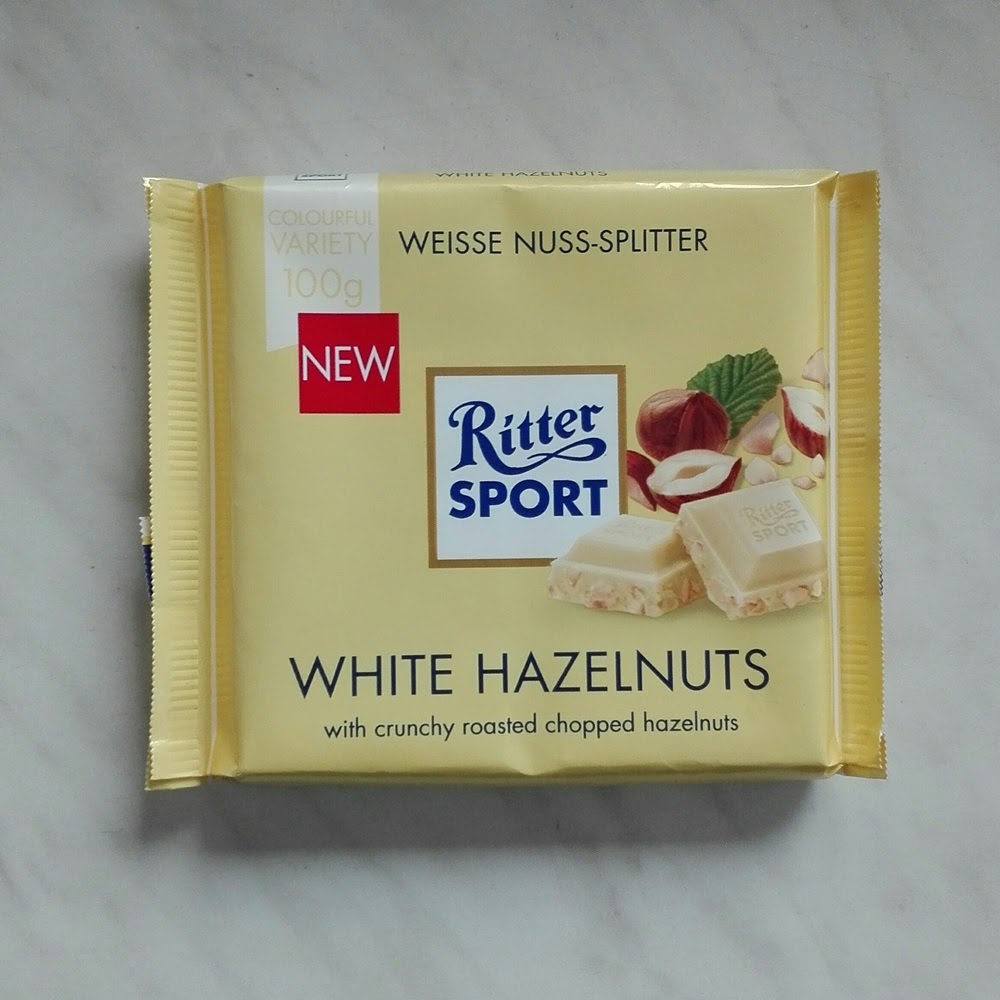 SPORT
WHITE HAZELNUTS
COLOURFUL
VARIETY
100g
WEISSE NUSS-SPLITTER
NEW
Ritter
SPORT
Ritter
SPORT
WHITE HAZELNUTS
with crunchy roasted chopped hazelnuts